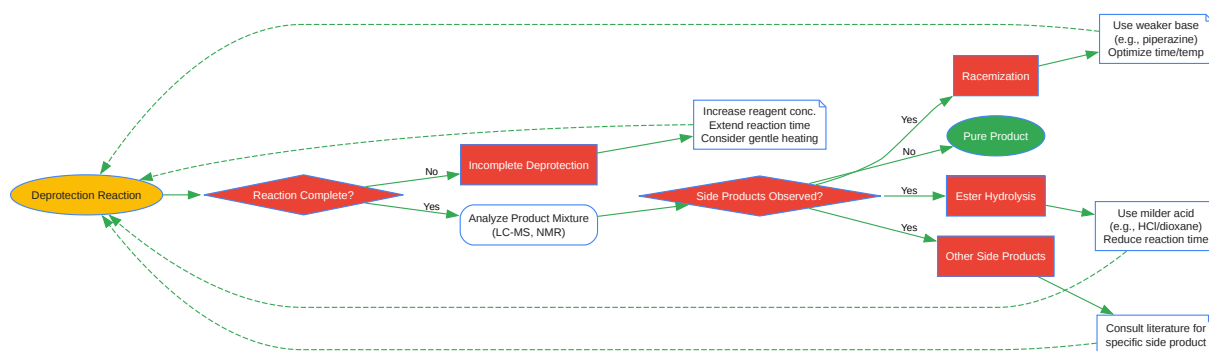 Deprotection Reaction
Reaction Complete?
No
Yes
Incomplete Deprotection
Increase reagent conc.
Extend reaction time
Consider gentle heating
Analyze Product Mixture
(LC-MS, NMR)
Side Products Observed?
Yes
No
Yes
Yes
Racemization
Pure Product
Ester Hydrolysis
Other Side Products
Use weaker base
(e.g., piperazine)
Optimize time/temp
Use milder acid
(e.g., HCl/dioxane)
Reduce reaction time
Consult literature for
specific side product